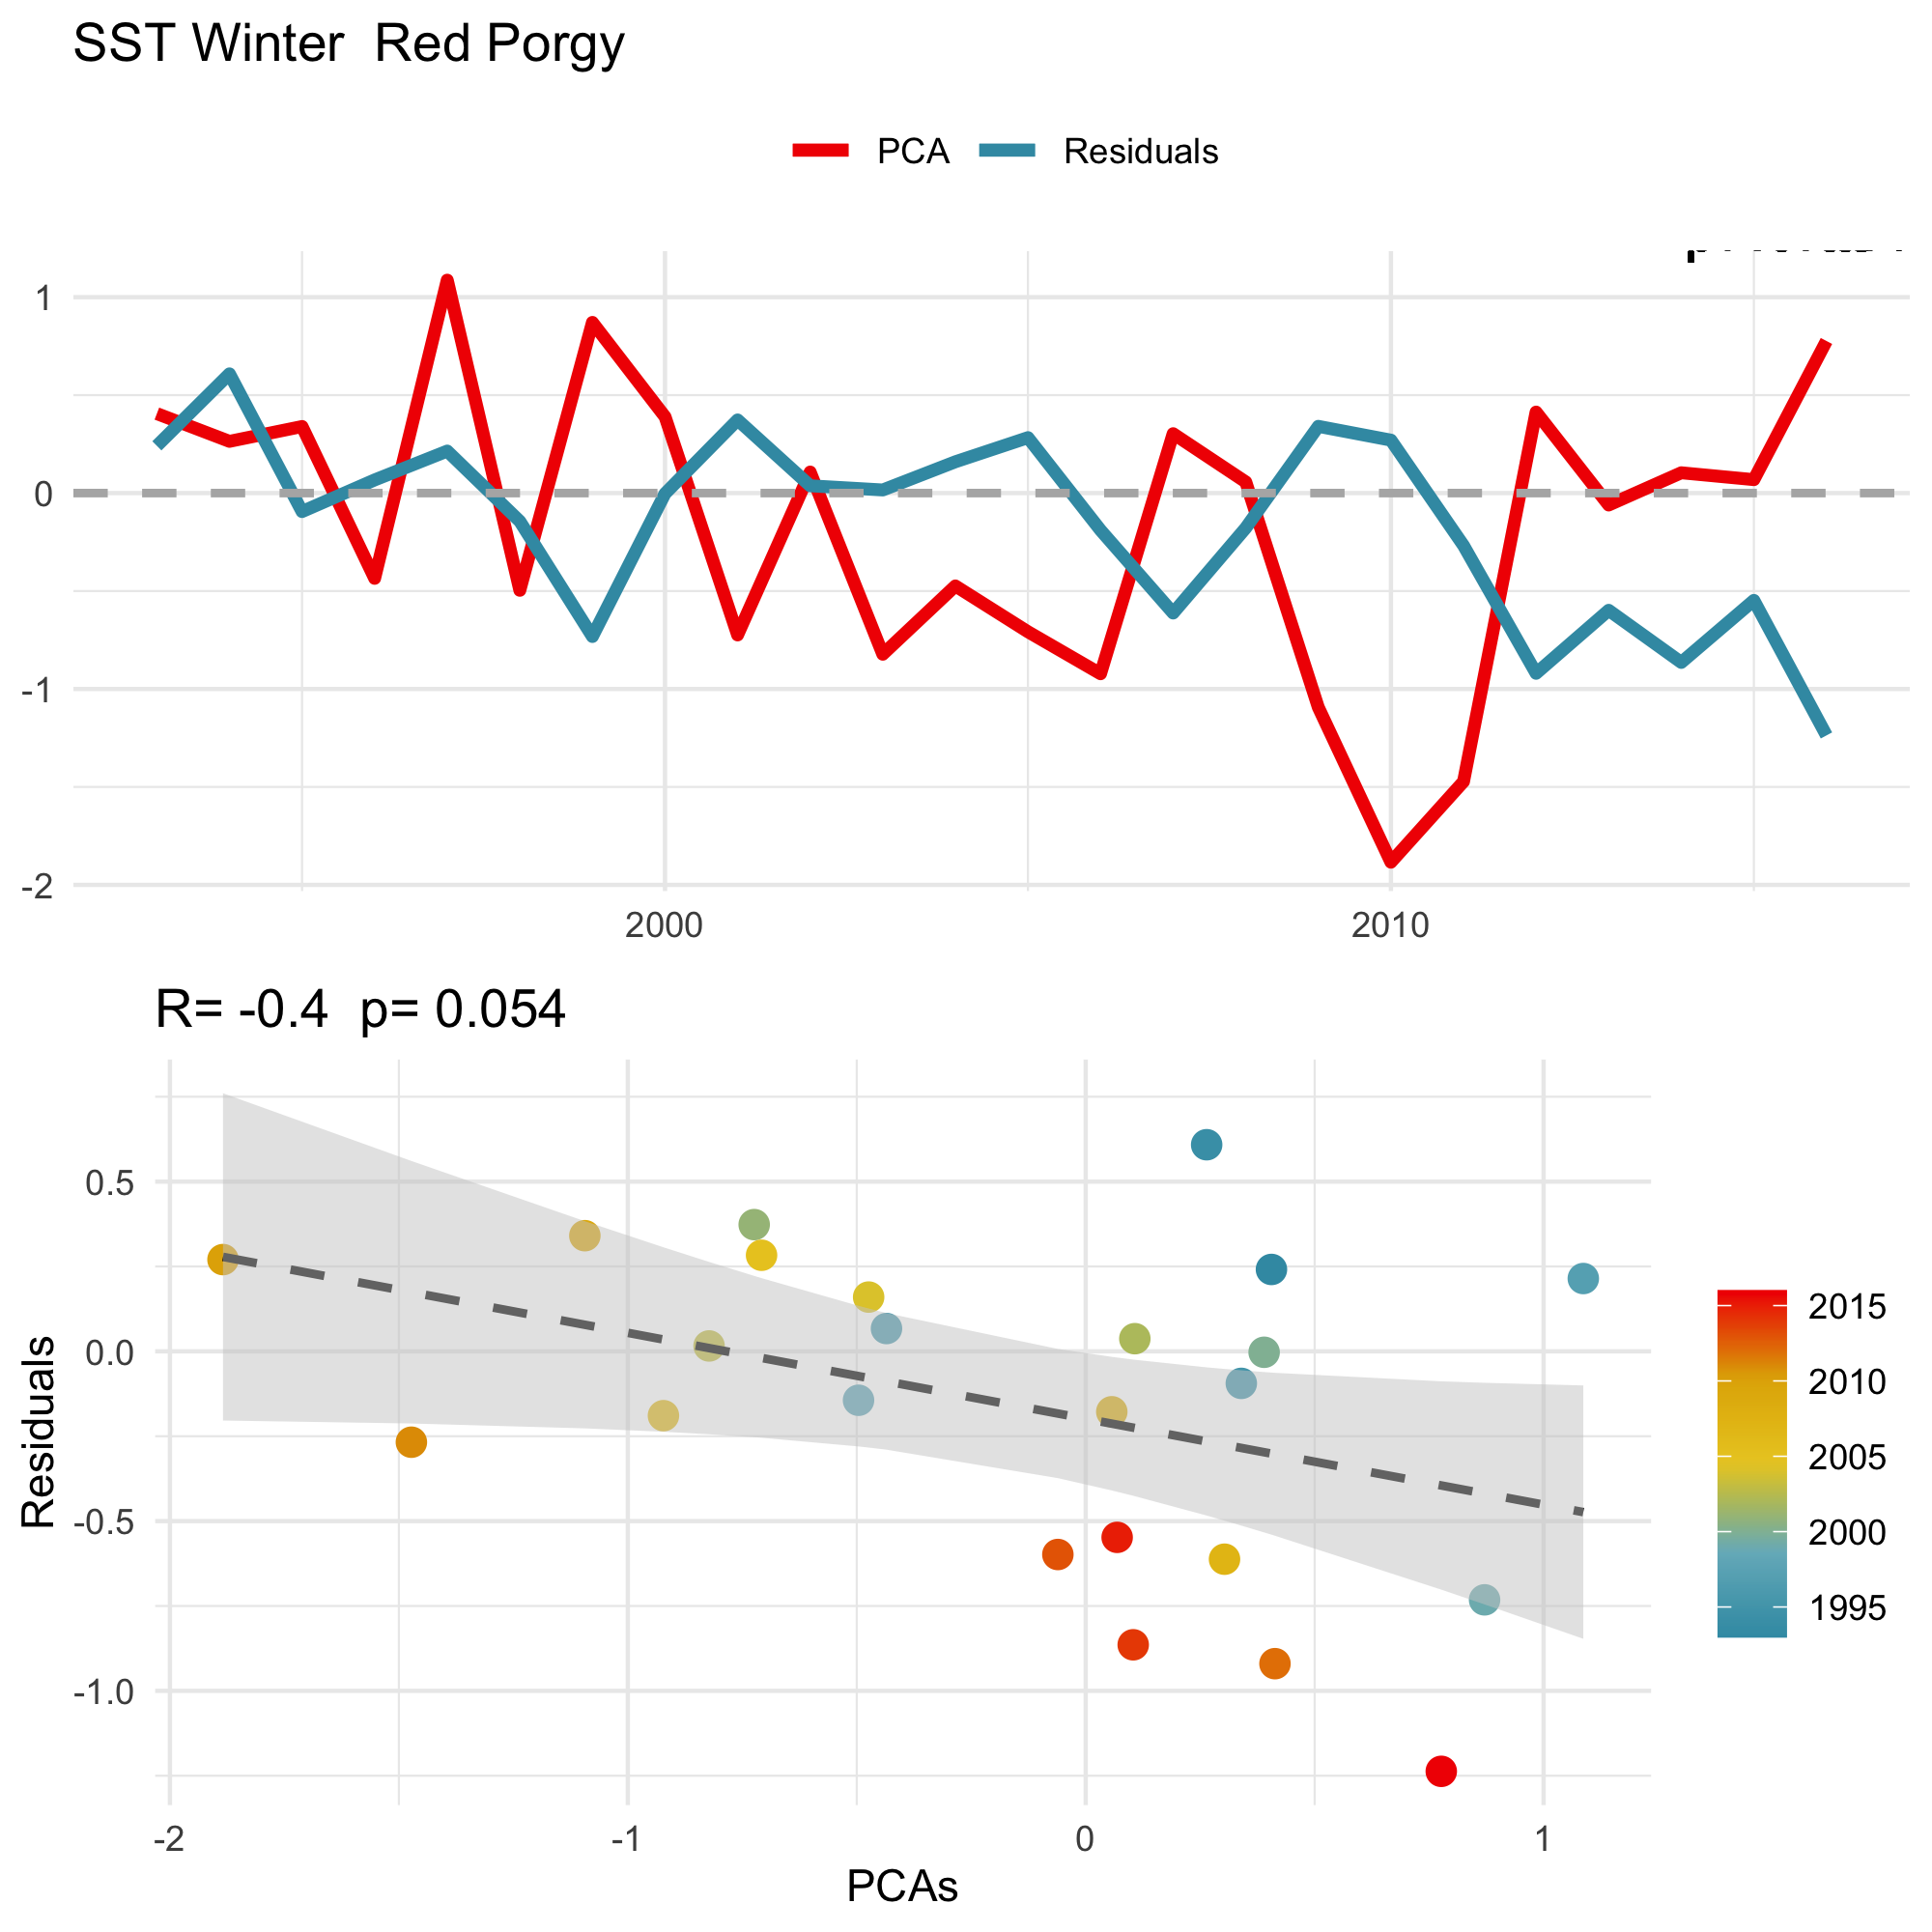 SST Winter  Red Porgy
PCA Residuals
1
0
-1
-2
2000 2010
R= -0.4  p= 0.054
Residuals
0.5
0.0
-0.5
-1.0
-2 -1 0 1
PCAs
2015
2010
2005
2000
1995